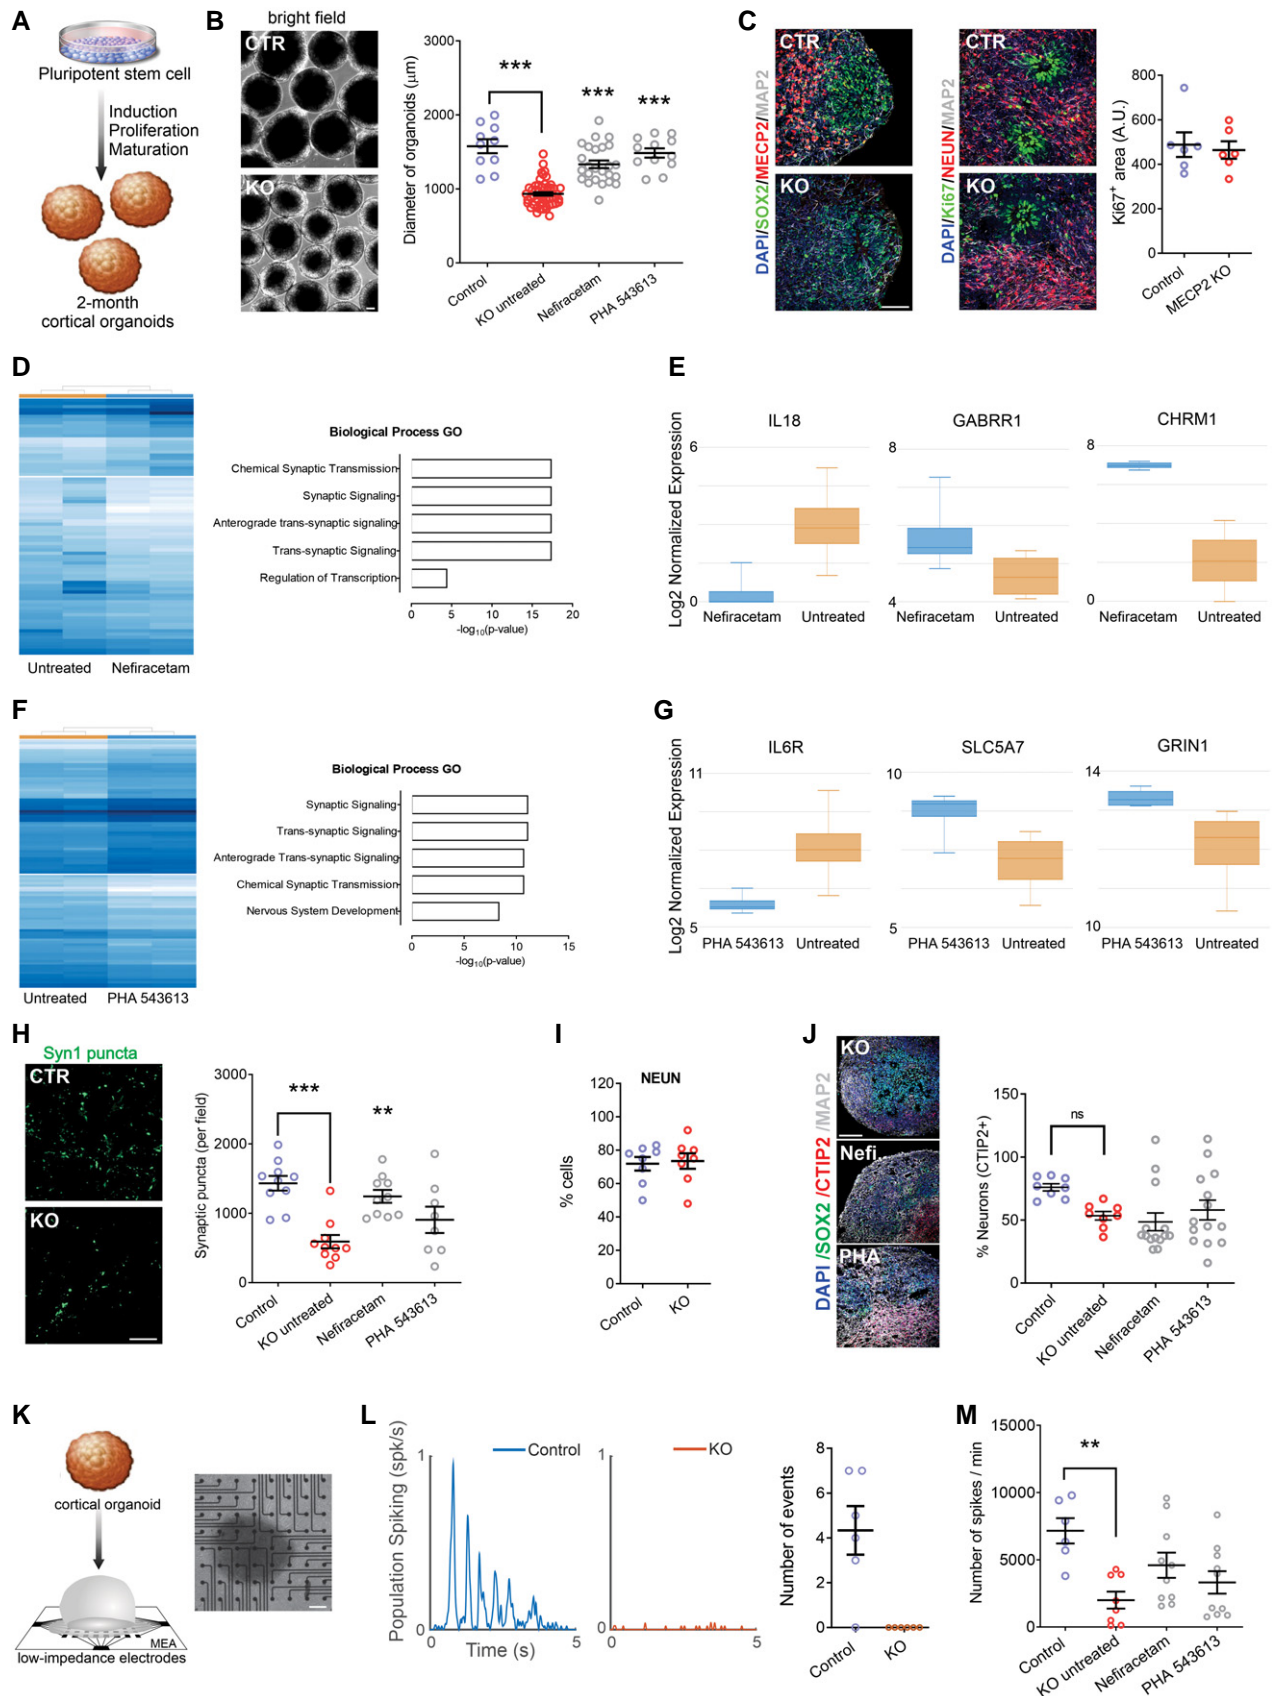 A
Pluripotent stem cell
Induction
Proliferation
Maturation
2-month
cortical organoids
B
bright field
CTR
KO
Diameter of organoids (μm)
3000
2000
1000
0
***
***
***
Control
KO untreated
Nefiracetam
PHA 543613
C
DAPI/SOX2/MECP2/MAP2
CTR
KO
DAPI/Ki67/NEUN/MAP2
CTR
KO
Ki67+ area (A.U.)
800
600
400
200
0
Control
MECP2 KO
D
Untreated
Nefiracetam
Biological Process GO
Chemical Synaptic Transmission
Synaptic Signaling
Anterograde trans-synaptic signaling
Trans-synaptic Signaling
Regulation of Transcription
0 5 10 15 20
-log10(p-value)
E
Log2 Normalized Expression
IL18
6
0
Nefiracetam Untreated
GABRR1
8
4
Nefiracetam Untreated
CHRM1
8
0
Nefiracetam Untreated
F
Untreated
PHA 543613
Biological Process GO
Synaptic Signaling
Trans-synaptic Signaling
Anterograde Trans-synaptic Signaling
Chemical Synaptic Transmission
Nervous System Development
0 5 10 15
-log10(p-value)
G
Log2 Normalized Expression
IL6R
11
5
PHA 543613 Untreated
SLC5A7
10
5
PHA 543613 Untreated
GRIN1
14
10
PHA 543613 Untreated
H
Syn1 puncta
CTR
KO
Synaptic puncta (per field)
3000
2000
1000
0
***
**
Control
KO untreated
Nefiracetam
PHA 543613
I
NEUN
% cells
120
100
80
60
40
20
0
Control
KO
J
DAPI /SOX2 /CTIP2 /MAP2
KO
Nefi
PHA
% Neurons (CTIP2+)
150
100
50
0
ns
Control
KO untreated
Nefiracetam
PHA 543613
K
cortical organoid
MEA
low-impedance electrodes
L
Population Spiking (spk/s)
1
0
Control
0 5
Time (s)
1
0
KO
0 5
Number of events
8
6
4
2
0
Control
KO
M
Number of spikes / min
15000
10000
5000
0
**
Control
KO untreated
Nefiracetam
PHA 543613